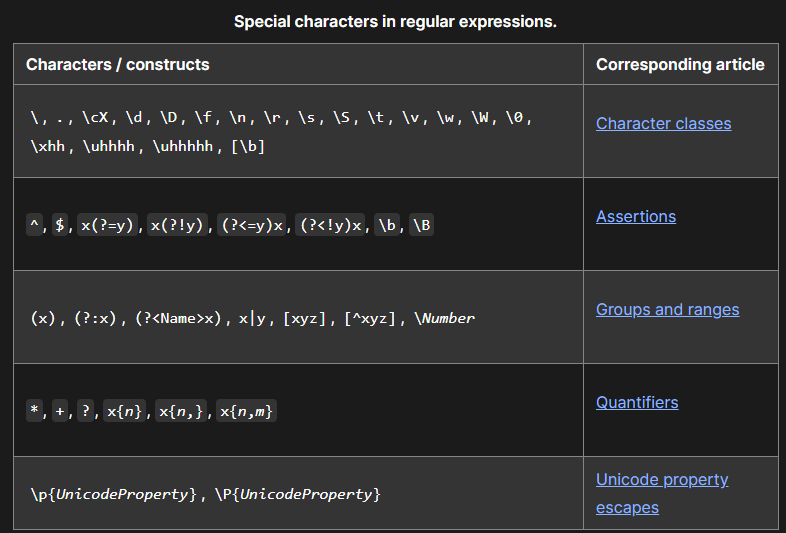 Special characters in regular expressions.
Characters / constructs
Corresponding article
\, ., \cX, \d, \D, \f, \n, \r, \s, \S, \t, \v, \w, \W, \0,
\xhh, \uhhhh, \uhhhhh, [\b]
Character classes
^, $, x(?=y), x(?!y), (?<=y)x, (?<!y)x, \b, \B
Assertions
(x), (?:x), (?<Name>x), x|y, [xyz], [^xyz], \Number
Groups and ranges
*, +, ?, x{n}, x{n,}, x{n,m}
Quantifiers
\p{UnicodeProperty}, \P{UnicodeProperty}
Unicode property
escapes